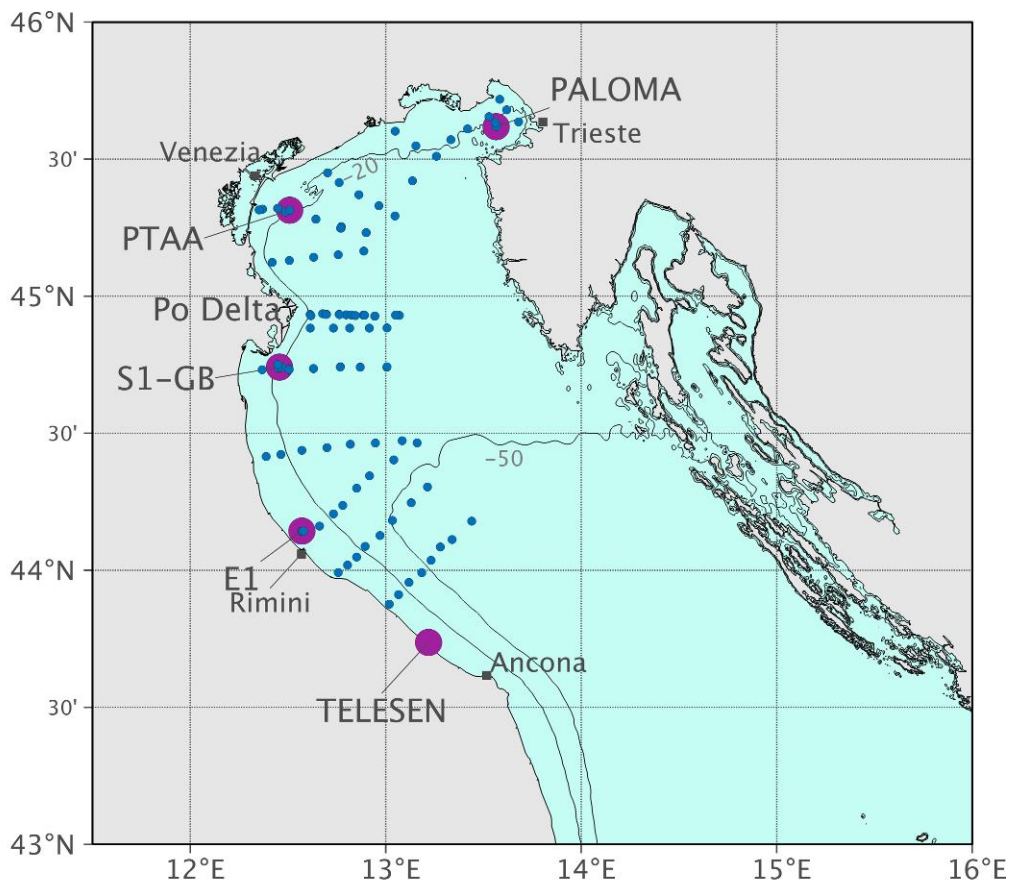 46°N
PALOMA
Trieste
Venezia
30'
-20
PTAA
45°N
Po Delta
S1-GB
30'
-50
44°N
E1
Rimini
Ancona
30'
TELESEN
43°N
12°E
13°E
14°E
15°E
16°E